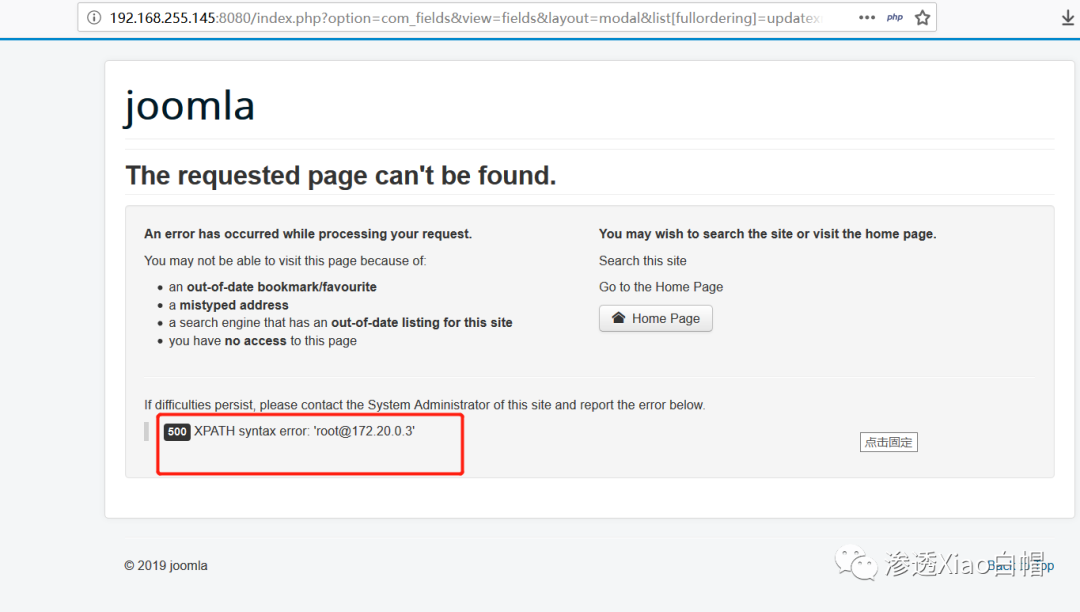 192.168.255.145:8080/index.php?option=com_fields&view=fields&layout=modal&list[fullordering]=updatex
php
joomla
The requested page can't be found.
An error has occurred while processing your request.
You may not be able to visit this page because of:
an out-of-date bookmark/favourite
a mistyped address
a search engine that has an out-of-date listing for this site
you have no access to this page
You may wish to search the site or visit the home page.
Search this site
Go to the Home Page
Home Page
If difficulties persist, please contact the System Administrator of this site and report the error below.
500 XPATH syntax error: 'root@172.20.0.3'
点击固定
© 2019 joomla
Back to Top
渗透Xiao白帽